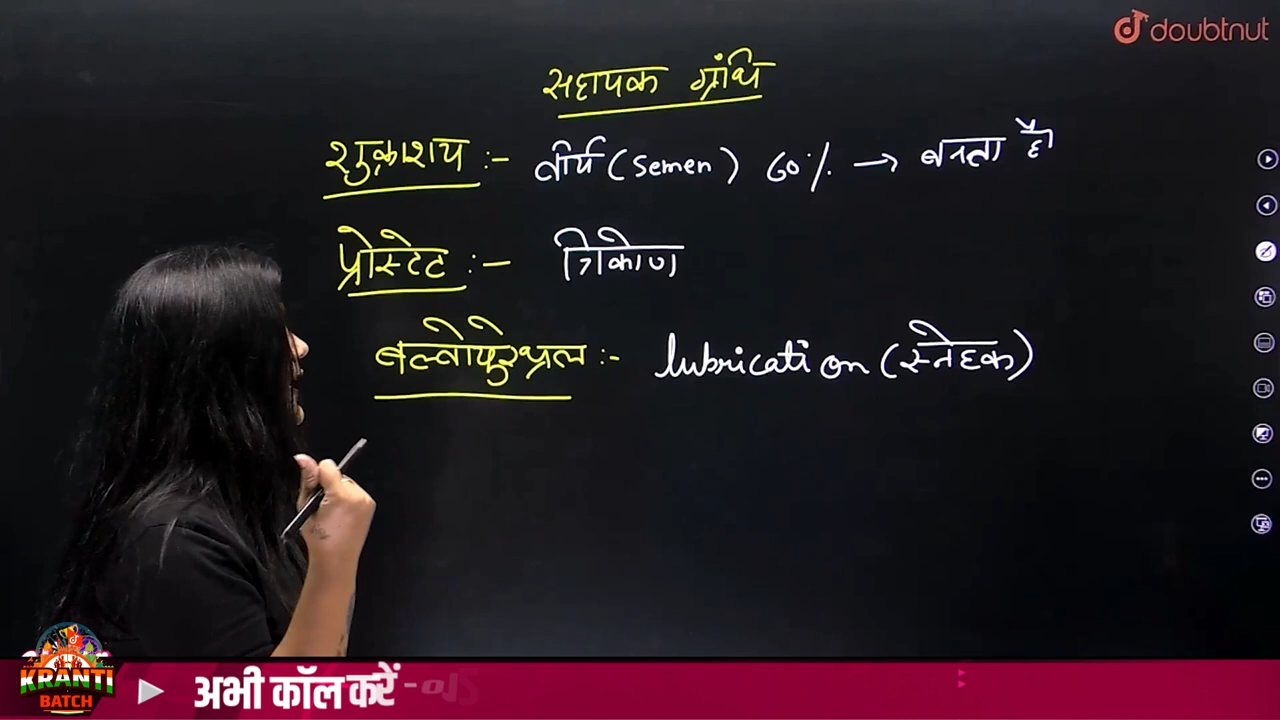 doubtnut
सहायक ग्रंथि
शुक्राशय :- वीर्य (Semen) 60% → बनता है
प्रोस्टेट :- त्रिकोण
बल्वोयुरेथ्रल :- lubrication (स्नेहक)
KRANTI
BATCH
अभी कॉल करें